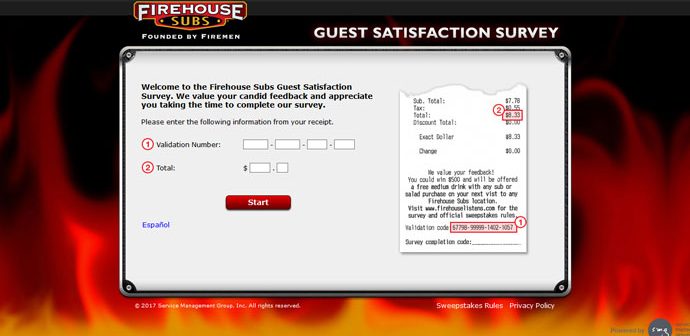 FIREHOUSE
SUBS
FOUNDED BY FIREMEN
GUEST SATISFACTION SURVEY
Welcome to the Firehouse Subs Guest Satisfaction
Survey. We value your candid feedback and appreciate
you taking the time to complete our survey.
Please enter the following information from your receipt.
1 Validation Number: - - -
2 Total: $ .
Start
Español
Sub. Total: $7.78
Tax: $0.55
2 Total: $8.33
Discount Total: $0.00
Exact Dollar $8.33
Change $0.00
We value your feedback!
You could win $500 and will be offered
a free medium drink with any sub or
salad purchase on your next vist to any
Firehouse Subs location.
Visit www.firehouselistens.com for the
survey and official sweepstakes rules.
1
Validation code 67798-99999-1402-1057
Survey completion code:
© 2017 Service Management Group, Inc. All rights reserved.
Sweepstakes Rules Privacy Policy
Powered by